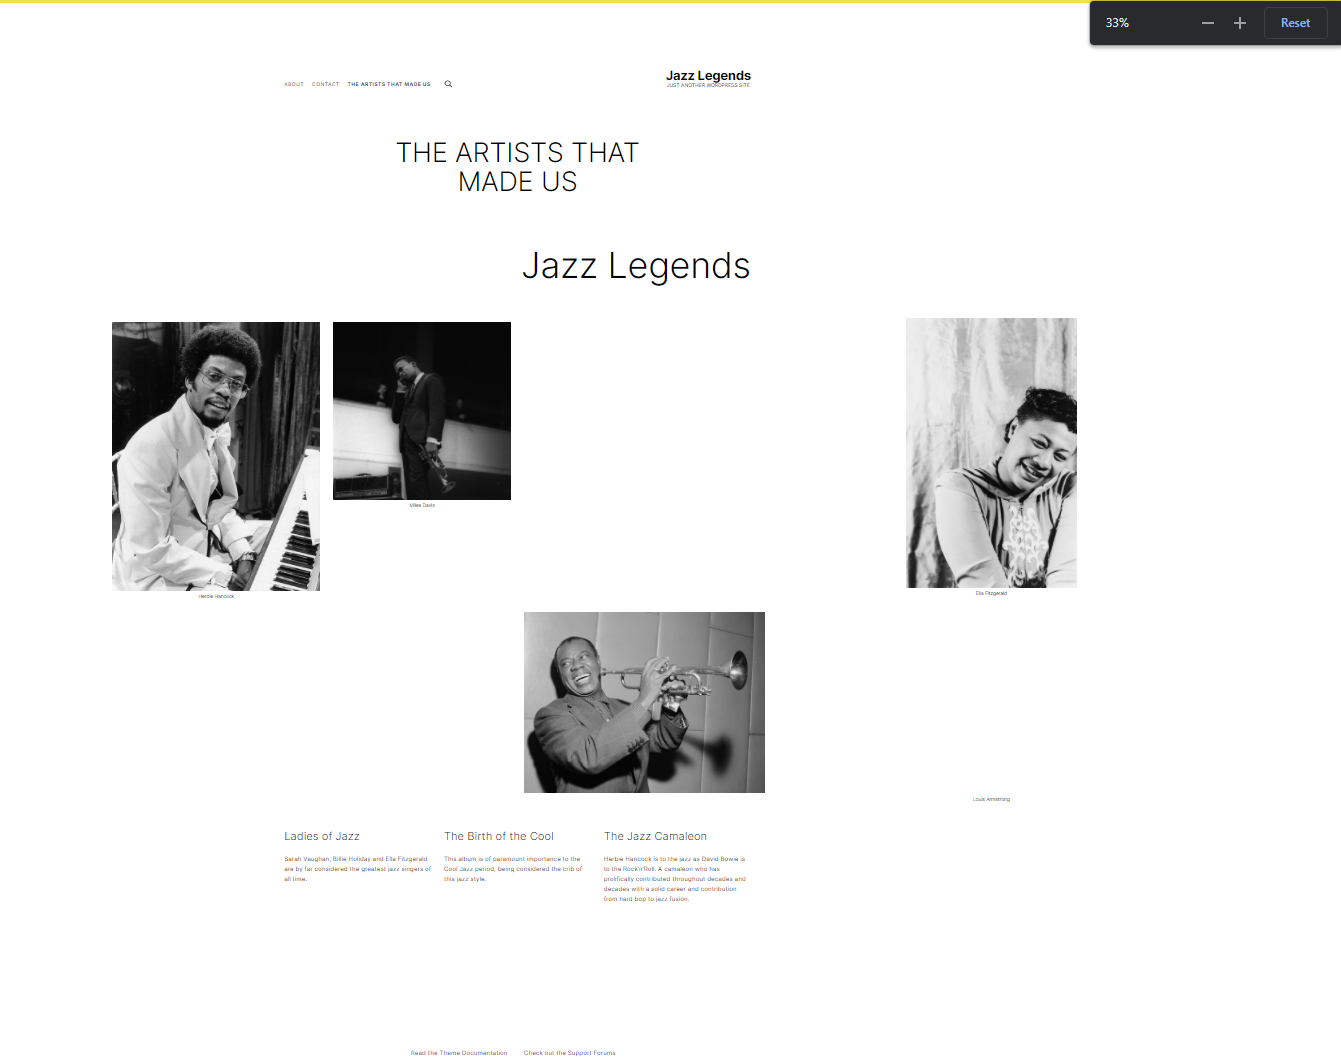 33%
Reset
ABOUT CONTACT THE ARTISTS THAT MADE US
Jazz Legends
JUST ANOTHER WORDPRESS SITE
THE ARTISTS THAT
MADE US
Jazz Legends
Miles Davis
Herbie Hancock
Ella Fitzgerald
Louis Armstrong
Ladies of Jazz
Sarah Vaughan, Billie Holiday and Ella Fitzgerald
are by far considered the greatest jazz singers of
all time.
The Birth of the Cool
This album is of paramount importance to the
Cool Jazz period, being considered the crib of
this jazz style.
The Jazz Camaleon
Herbie Hancock is to the jazz as David Bowie is
to the Rock'n'Roll. A camaleon who has
prolifically contributed throughout decades and
decades with a solid career and contribution
from hard bop to jazz fusion.
Read the Theme Documentation
Check out the Support Forums